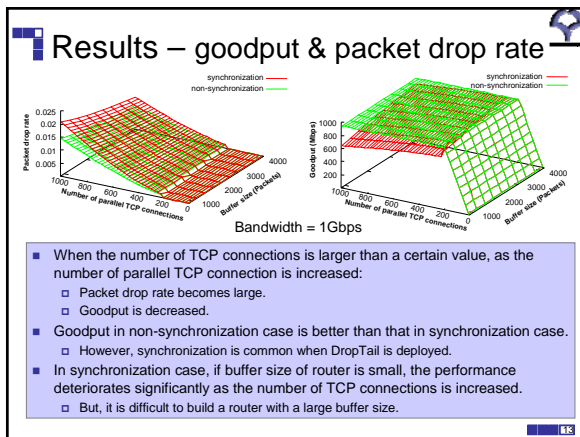 Results – goodput & packet drop rate
synchronization
non-synchronization
Packet drop rate
0.025
0.02
0.015
0.01
0.005
1000
800
600
400
200
0
Number of parallel TCP connections
0
1000
2000
3000
4000
Buffer size (Packets)
synchronization
non-synchronization
Goodput (Mbps)
1000
800
600
400
200
1000
800
600
400
200
0
Number of parallel TCP connections
0
1000
2000
3000
4000
Buffer size (Packets)
Bandwidth = 1Gbps
When the number of TCP connections is larger than a certain value, as the
number of parallel TCP connection is increased:
Packet drop rate becomes large.
Goodput is decreased.
Goodput in non-synchronization case is better than that in synchronization case.
However, synchronization is common when DropTail is deployed.
In synchronization case, if buffer size of router is small, the performance
deteriorates significantly as the number of TCP connections is increased.
But, it is difficult to build a router with a large buffer size.
13